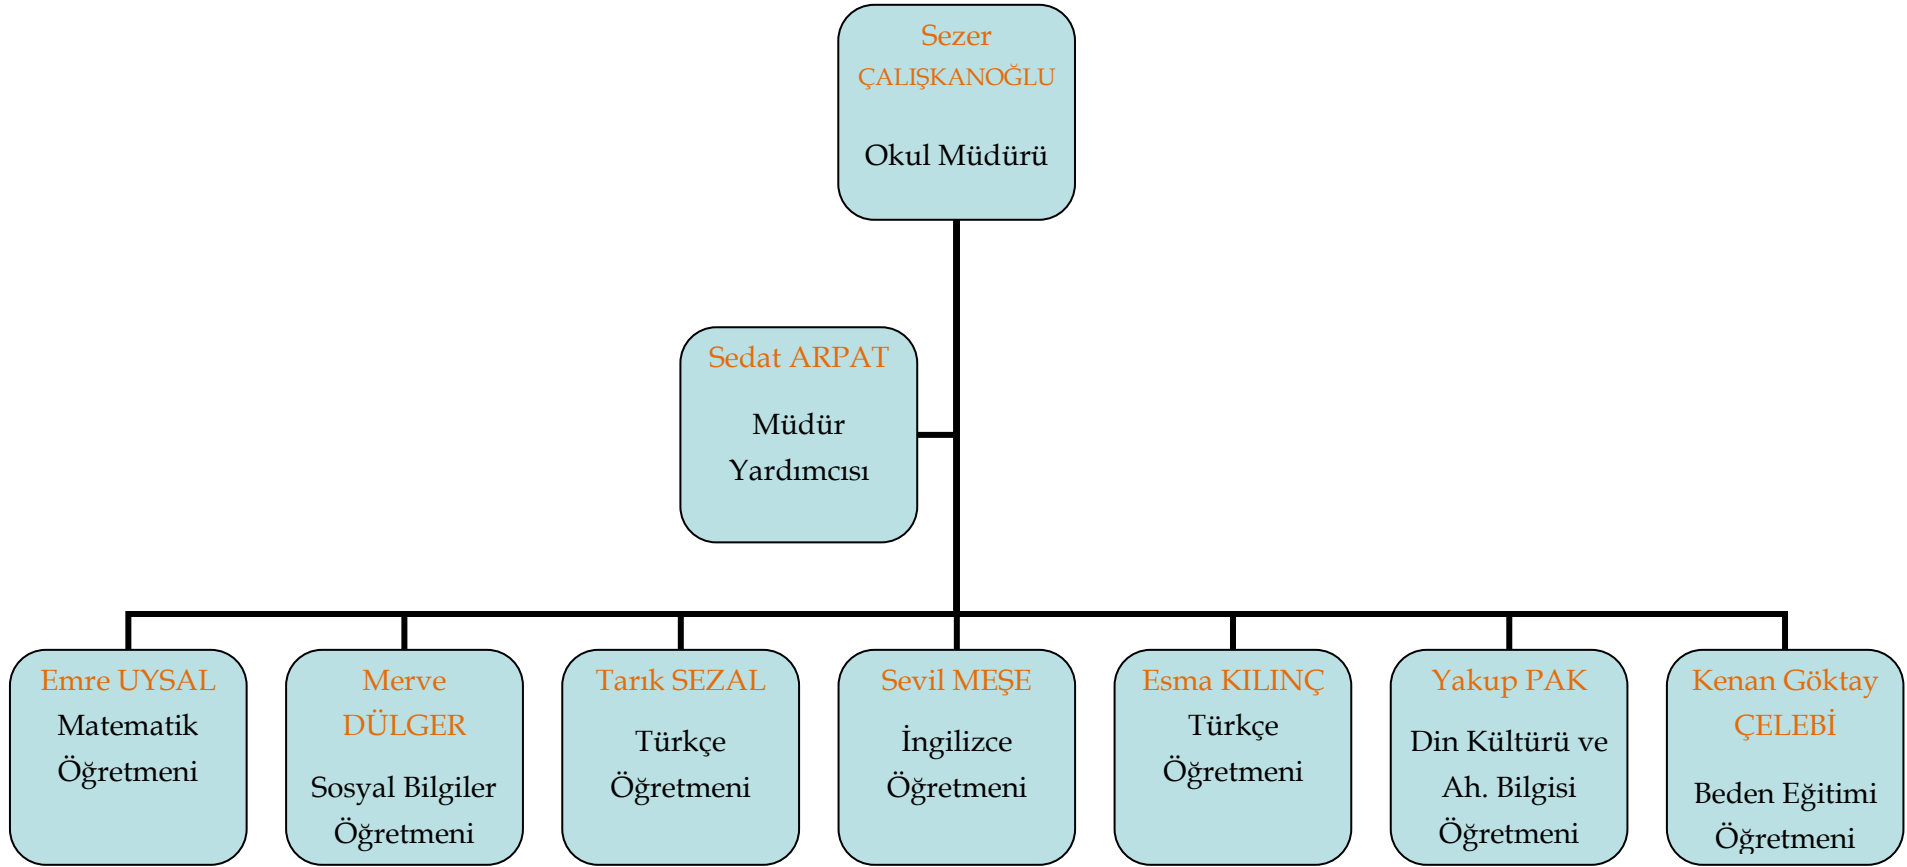 Sezer
ÇALIŞKANOĞLU
Okul Müdürü
Sedat ARPAT
Müdür
Yardımcısı
Emre UYSAL
Matematik
Öğretmeni
Merve
DÜLGER
Sosyal Bilgiler
Öğretmeni
Tarık SEZAL
Türkçe
Öğretmeni
Sevil MEŞE
İngilizce
Öğretmeni
Esma KILINÇ
Türkçe
Öğretmeni
Yakup PAK
Din Kültürü ve
Ah. Bilgisi
Öğretmeni
Kenan Göktay
ÇELEBİ
Beden Eğitimi
Öğretmeni